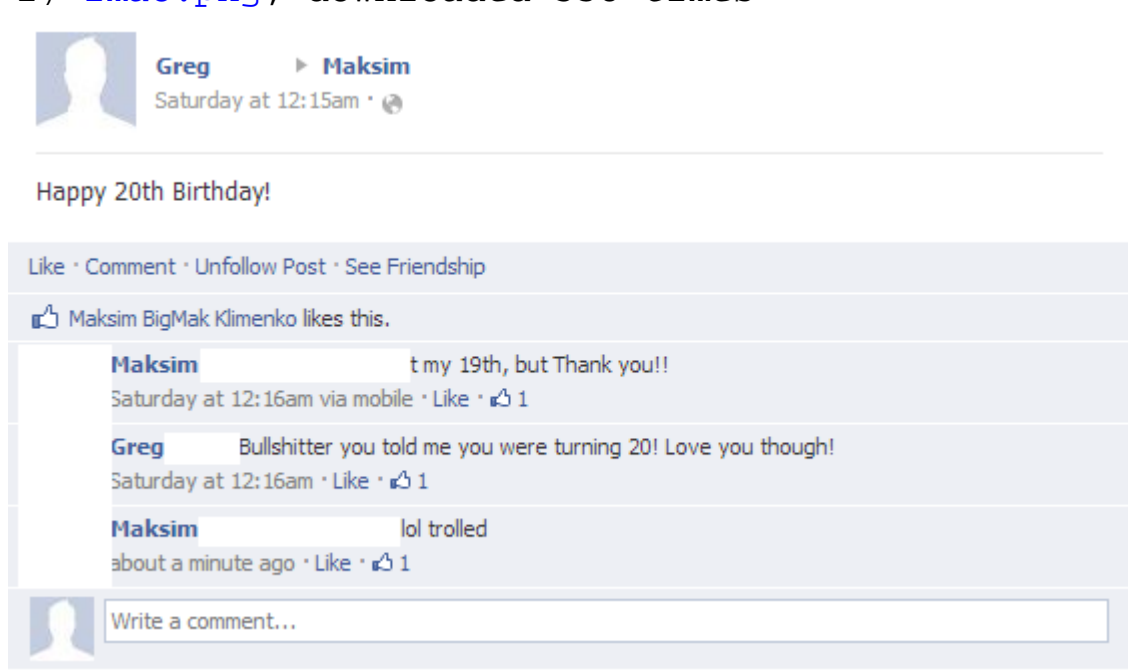 Greg Maksim
Saturday at 12:15am ·
Happy 20th Birthday!
Like · Comment · Unfollow Post · See Friendship
Maksim BigMak Klimenko likes this.
Maksim t my 19th, but Thank you!!
Saturday at 12:16am via mobile · Like · 1
Greg Bullshitter you told me you were turning 20! Love you though!
Saturday at 12:16am · Like · 1
Maksim lol trolled
about a minute ago · Like · 1
Write a comment...